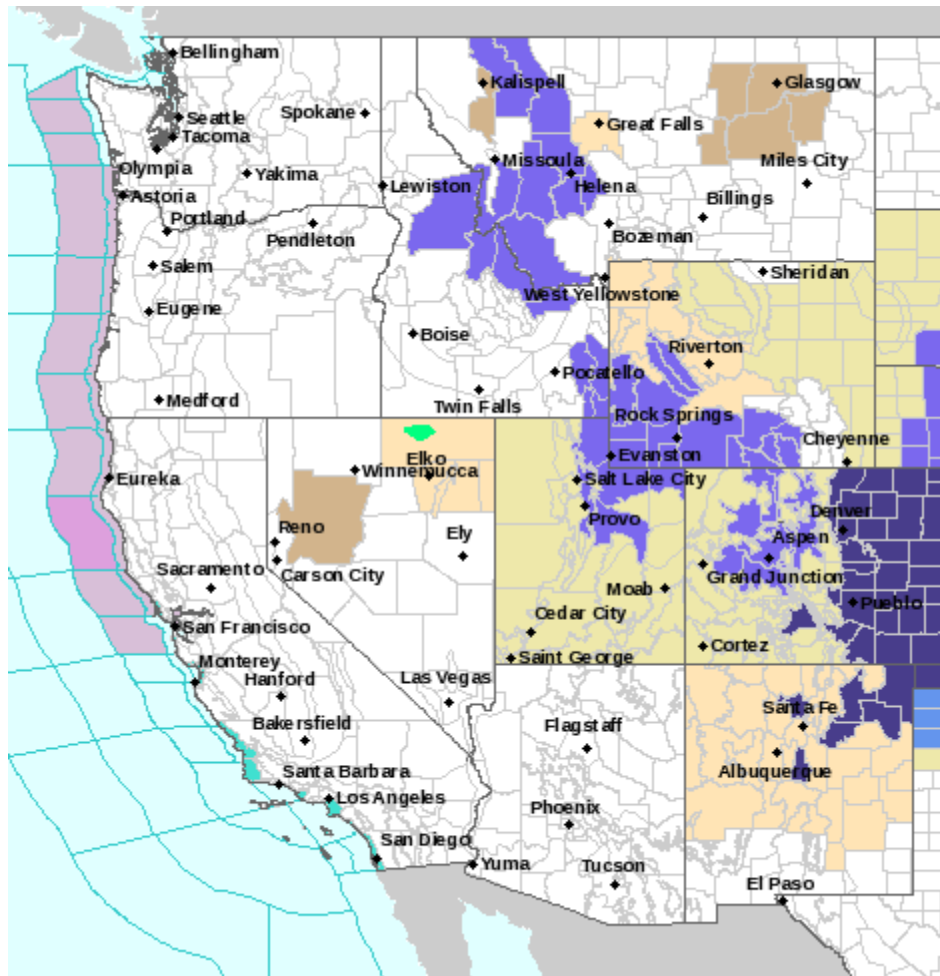 Bellingham
Kalispell
Glasgow
Spokane
Seattle
Great Falls
Tacoma
Olympia
Missoula
Miles City
Yakima
Helena
Lewiston
Astoria
Billings
Portland
Pendleton
Bozeman
Salem
Sheridan
West Yellowstone
Eugene
Boise
Riverton
Pocatello
Medford
Twin Falls
Rock Springs
Cheyenne
Elko
Evanston
Winnemucca
Eureka
Salt Lake City
Denver
Provo
Reno
Ely
Aspen
Sacramento
Carson City
Grand Junction
Moab
Pueblo
Cedar City
San Francisco
Cortez
Saint George
Monterey
Hanford
Las Vegas
Santa Fe
Bakersfield
Flagstaff
Albuquerque
Santa Barbara
Los Angeles
Phoenix
San Diego
Yuma
Tucson
El Paso